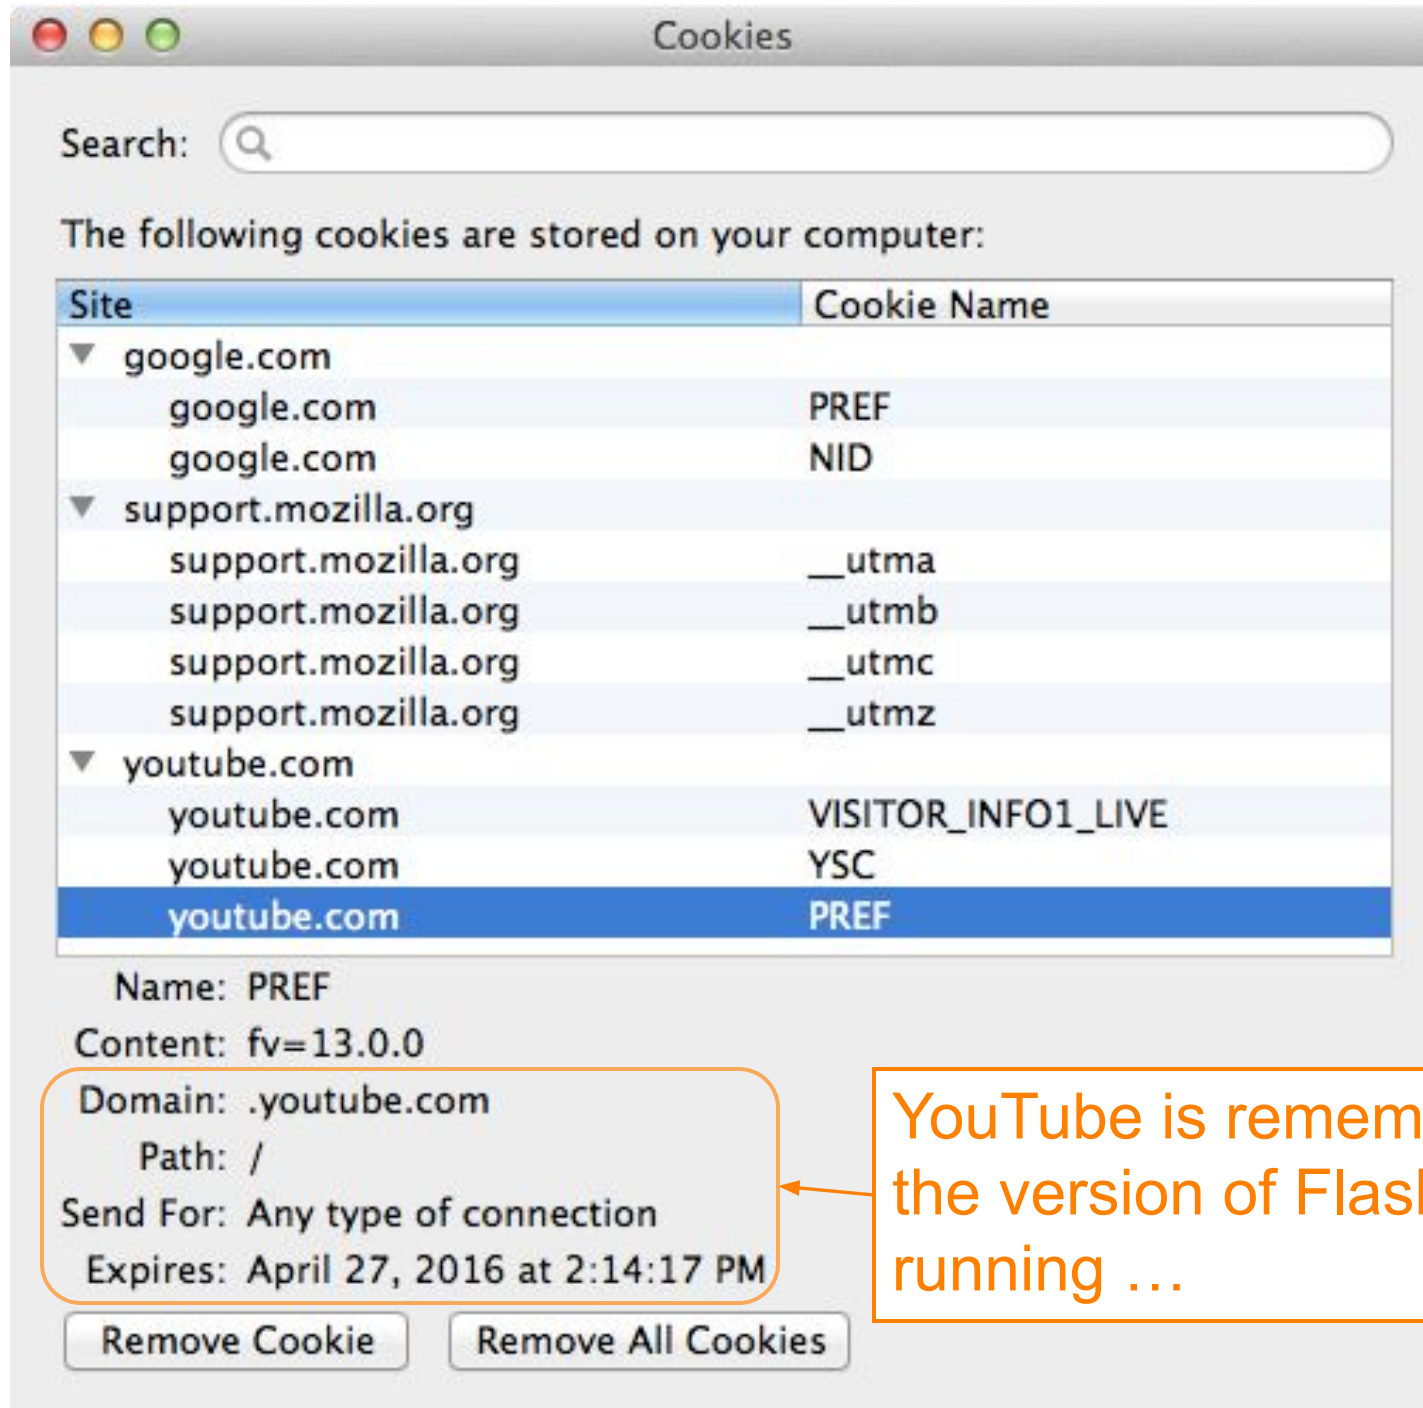 Cookies
Search:
The following cookies are stored on your computer:
Site Cookie Name
google.com
google.com PREF
google.com NID
support.mozilla.org
support.mozilla.org __utma
support.mozilla.org __utmb
support.mozilla.org __utmc
support.mozilla.org __utmz
youtube.com
youtube.com VISITOR_INFO1_LIVE
youtube.com YSC
youtube.com PREF
Name: PREF
Content: fv=13.0.0
Domain: .youtube.com
Path: /
Send For: Any type of connection
Expires: April 27, 2016 at 2:14:17 PM
YouTube is
the version of
running …
Remove Cookie Remove All Cookies